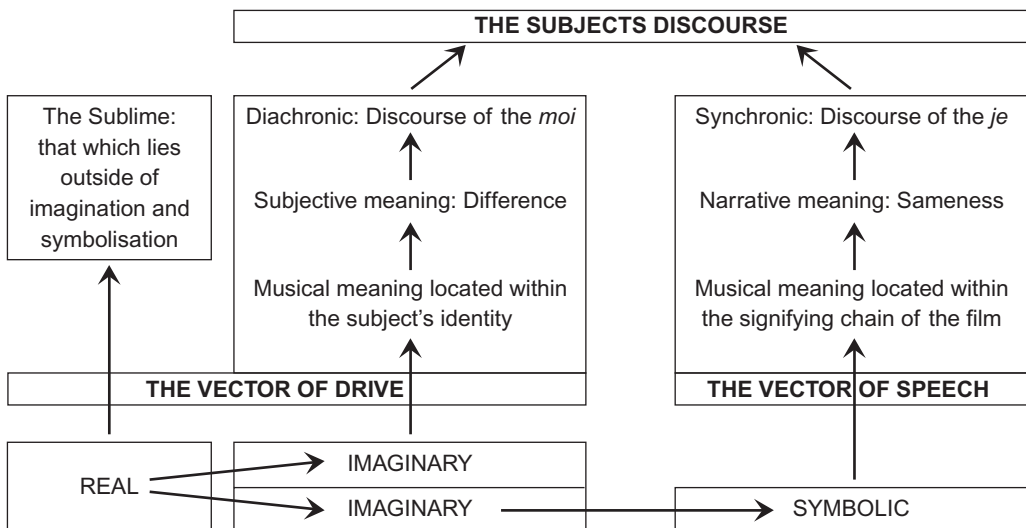 THE SUBJECTS DISCOURSE
The Sublime:
that which lies
outside of
imagination and
symbolisation
Diachronic: Discourse of the moi
Subjective meaning: Difference
Musical meaning located within
the subject's identity
Synchronic: Discourse of the je
Narrative meaning: Sameness
Musical meaning located within
the signifying chain of the film
THE VECTOR OF DRIVE
THE VECTOR OF SPEECH
REAL
IMAGINARY
IMAGINARY
SYMBOLIC